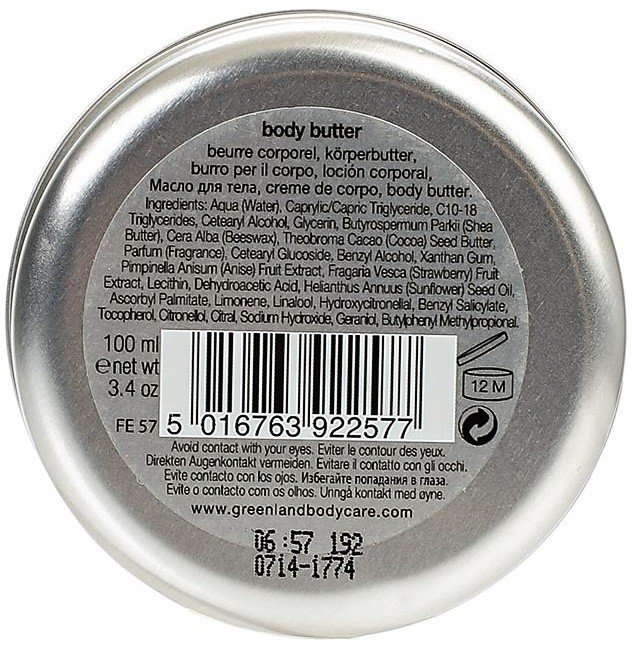 body butter
beurre corporel, körperbutter,
burro per il corpo, loción corporal,
Масло для тела, creme de corpo, body butter.
Ingredients: Aqua (Water), Caprylic/Capric Triglyceride, C10-18
Triglycerides, Cetearyl Alcohol, Glycerin, Butyrospermum Parkii (Shea
Butter), Cera Alba (Beeswax), Theobroma Cacao (Cocoa) Seed Butter,
Parfum (Fragrance), Cetearyl Glucoside, Benzyl Alcohol, Xanthan Gum,
Pimpinella Anisum (Anise) Fruit Extract, Fragaria Vesca (Strawberry) Fruit
Extract, Lecithin, Dehydroacetic Acid, Helianthus Annuus (Sunflower) Seed Oil,
Ascorbyl Palmitate, Limonene, Linalool, Hydroxycitronellal, Benzyl Salicylate,
Tocopherol, Citronellol, Citral, Sodium Hydroxide, Geraniol, Butylphenyl Methylpropional.
100 ml
e net wt
3.4 oz
12 M
FE 57
5 016763 922577
Avoid contact with your eyes. Eviter le contour des yeux.
Direkten Augenkontakt vermeiden. Evitare il contatto con gli occhi.
Evite contacto con los ojos. Избегайте попадания в глаза.
Evite o contacto com os olhos. Unngå kontakt med øyne.
www.greenlandbodycare.com
06:57 192
0714-1774